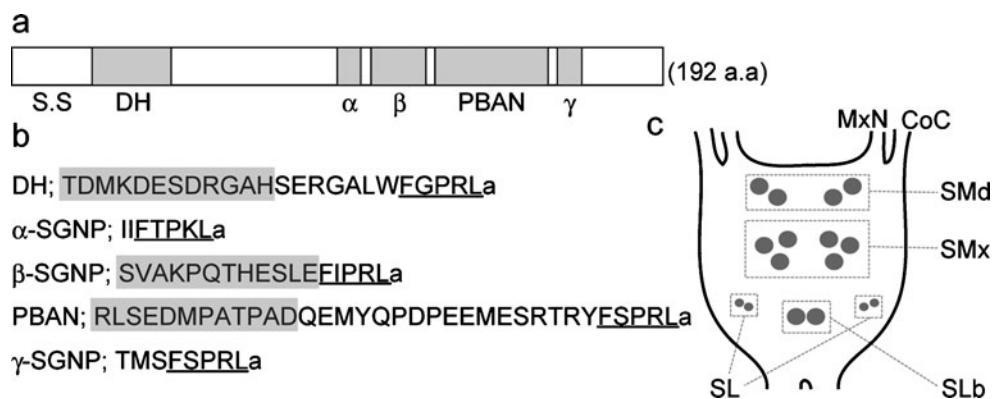 a
S.S DH α β PBAN γ (192 a.a)
b
DH; TDMKDESDRGAHSERGALWFGPRLa
α-SGNP; IIFTPKLa
β-SGNP; SVAKPQTHESLEFIPRLa
PBAN; RLSEDMPATPADQEMYQPDPEEMESRTRYFSPRLa
γ-SGNP; TMSFSPRLa
c
MxN CoC
SMd
SMx
SL SLb